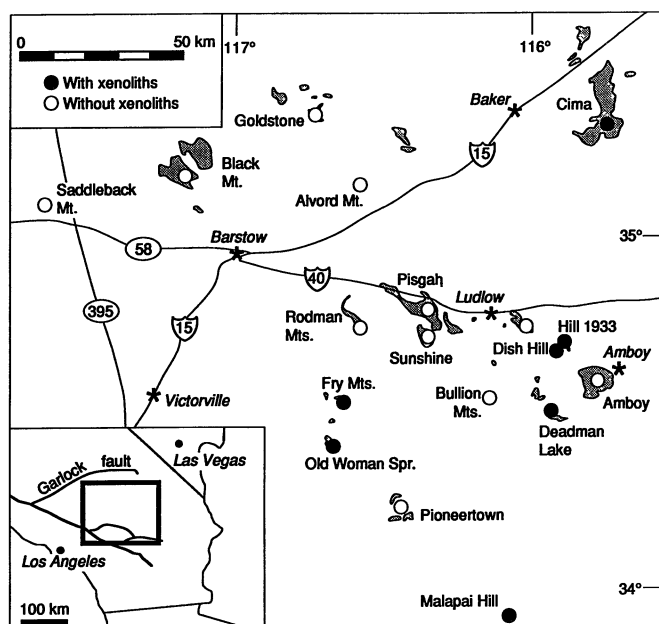 0 50 km
With xenoliths
Without xenoliths
117°
116°
Goldstone
Baker
Cima
Black
Mt.
15
Saddleback
Mt.
Alvord Mt.
58
Barstow
35°
40
Pisgah
Ludlow
395
15
Rodman
Mts.
Sunshine
Hill 1933
Dish Hill
Amboy
Victorville
Fry Mts.
Bullion
Mts.
Amboy
Deadman
Lake
Old Woman Spr.
Las Vegas
Garlock fault
Pioneertown
Los Angeles
34°
Malapai Hill
100 km